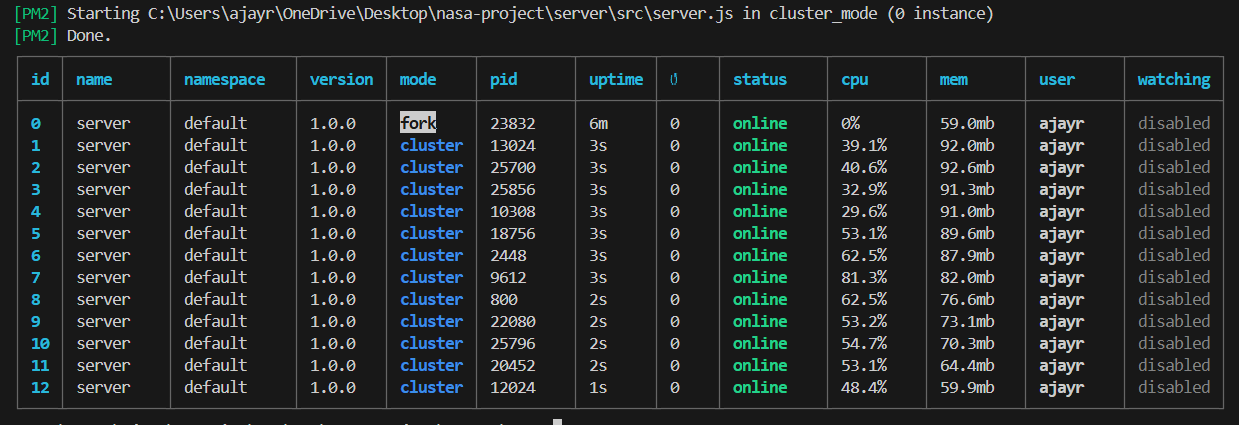 [PM2] Starting C:\Users\ajayr\OneDrive\Desktop\nasa-project\server\src\server.js in cluster_mode (0 instance)
[PM2] Done.
id name namespace version mode pid uptime ↺ status cpu mem user watching
0 server default 1.0.0 fork 23832 6m 0 online 0% 59.0mb ajayr disabled
1 server default 1.0.0 cluster 13024 3s 0 online 39.1% 92.0mb ajayr disabled
2 server default 1.0.0 cluster 25700 3s 0 online 40.6% 92.6mb ajayr disabled
3 server default 1.0.0 cluster 25856 3s 0 online 32.9% 91.3mb ajayr disabled
4 server default 1.0.0 cluster 10308 3s 0 online 29.6% 91.0mb ajayr disabled
5 server default 1.0.0 cluster 18756 3s 0 online 53.1% 89.6mb ajayr disabled
6 server default 1.0.0 cluster 2448 3s 0 online 62.5% 87.9mb ajayr disabled
7 server default 1.0.0 cluster 9612 3s 0 online 81.3% 82.0mb ajayr disabled
8 server default 1.0.0 cluster 800 2s 0 online 62.5% 76.6mb ajayr disabled
9 server default 1.0.0 cluster 22080 2s 0 online 53.2% 73.1mb ajayr disabled
10 server default 1.0.0 cluster 25796 2s 0 online 54.7% 70.3mb ajayr disabled
11 server default 1.0.0 cluster 20452 2s 0 online 53.1% 64.4mb ajayr disabled
12 server default 1.0.0 cluster 12024 1s 0 online 48.4% 59.9mb ajayr disabled